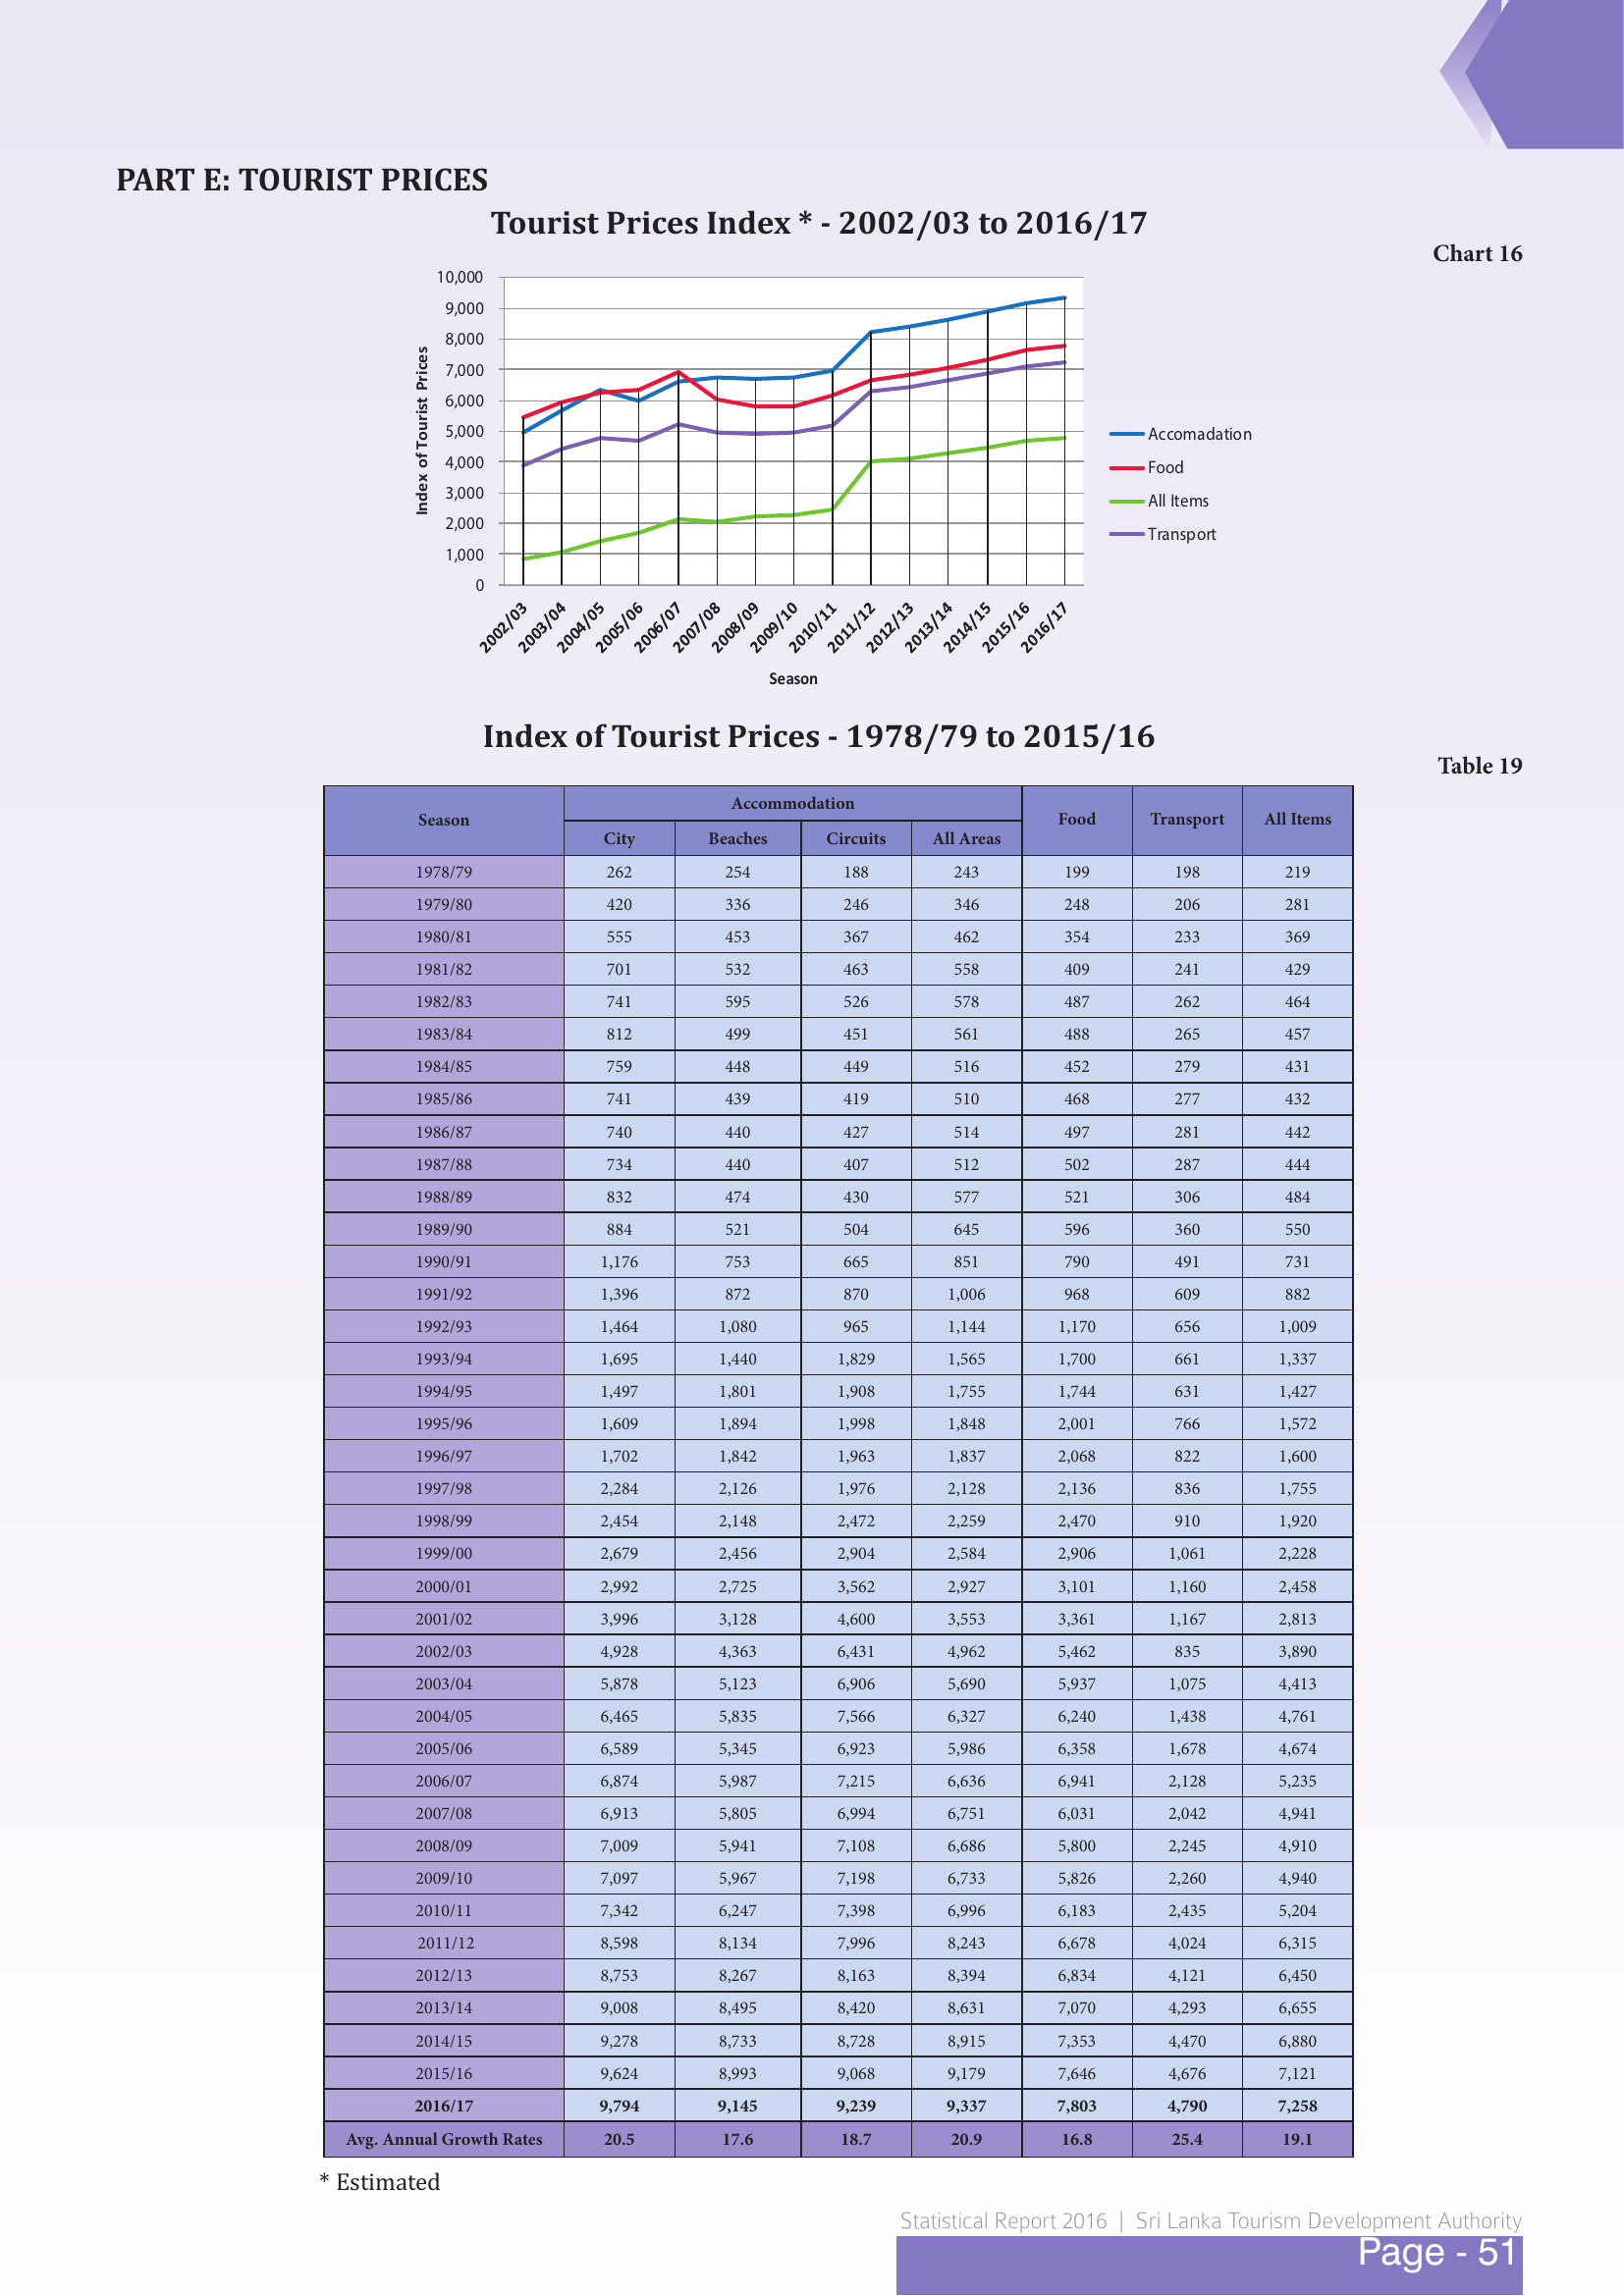 PART E: TOURIST PRICES
Tourist Prices Index * - 2002/03 to 2016/17
Chart 16
10,000
9,000
8,000
7,000
6,000
5,000
4,000
3,000
2,000
1,000
0
Index of Tourist Prices
2002/03 2003/04 2004/05 2005/06 2006/07 2007/08 2008/09 2009/10 2010/11 2011/12 2012/13 2013/14 2014/15 2015/16 2016/17
Season
Accomadation
Food
All Items
Transport
Index of Tourist Prices - 1978/79 to 2015/16
Table 19
Season Accommodation Food Transport All Items
City Beaches Circuits All Areas
1978/79 262 254 188 243 199 198 219
1979/80 420 336 246 346 248 206 281
1980/81 555 453 367 462 354 233 369
1981/82 701 532 463 558 409 241 429
1982/83 741 595 526 578 487 262 464
1983/84 812 499 451 561 488 265 457
1984/85 759 448 449 516 452 279 431
1985/86 741 439 419 510 468 277 432
1986/87 740 440 427 514 497 281 442
1987/88 734 440 407 512 502 287 444
1988/89 832 474 430 577 521 306 484
1989/90 884 521 504 645 596 360 550
1990/91 1,176 753 665 851 790 491 731
1991/92 1,396 872 870 1,006 968 609 882
1992/93 1,464 1,080 965 1,144 1,170 656 1,009
1993/94 1,695 1,440 1,829 1,565 1,700 661 1,337
1994/95 1,497 1,801 1,908 1,755 1,744 631 1,427
1995/96 1,609 1,894 1,998 1,848 2,001 766 1,572
1996/97 1,702 1,842 1,963 1,837 2,068 822 1,600
1997/98 2,284 2,126 1,976 2,128 2,136 836 1,755
1998/99 2,454 2,148 2,472 2,259 2,470 910 1,920
1999/00 2,679 2,456 2,904 2,584 2,906 1,061 2,228
2000/01 2,992 2,725 3,562 2,927 3,101 1,160 2,458
2001/02 3,996 3,128 4,600 3,553 3,361 1,167 2,813
2002/03 4,928 4,363 6,431 4,962 5,462 835 3,890
2003/04 5,878 5,123 6,906 5,690 5,937 1,075 4,413
2004/05 6,465 5,835 7,566 6,327 6,240 1,438 4,761
2005/06 6,589 5,345 6,923 5,986 6,358 1,678 4,674
2006/07 6,874 5,987 7,215 6,636 6,941 2,128 5,235
2007/08 6,913 5,805 6,994 6,751 6,031 2,042 4,941
2008/09 7,009 5,941 7,108 6,686 5,800 2,245 4,910
2009/10 7,097 5,967 7,198 6,733 5,826 2,260 4,940
2010/11 7,342 6,247 7,398 6,996 6,183 2,435 5,204
2011/12 8,598 8,134 7,996 8,243 6,678 4,024 6,315
2012/13 8,753 8,267 8,163 8,394 6,834 4,121 6,450
2013/14 9,008 8,495 8,420 8,631 7,070 4,293 6,655
2014/15 9,278 8,733 8,728 8,915 7,353 4,470 6,880
2015/16 9,624 8,993 9,068 9,179 7,646 4,676 7,121
2016/17 9,794 9,145 9,239 9,337 7,803 4,790 7,258
Avg. Annual Growth Rates 20.5 17.6 18.7 20.9 16.8 25.4 19.1
* Estimated
Statistical Report 2016 | Sri Lanka Tourism Development Authority
Page - 51